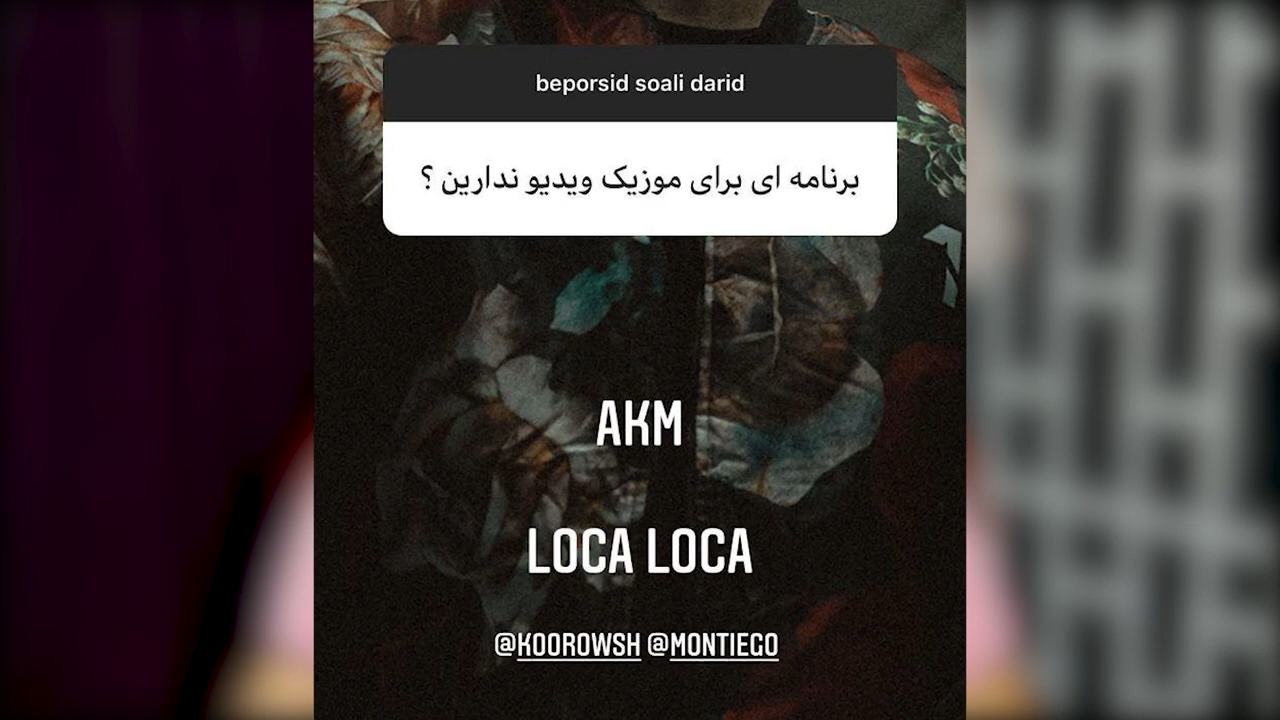 beporsid soali darid
برنامه ای برای موزیک ویدیو ندارین ؟
AKM
LOCA LOCA
@KOOROWSH @MONTIEGO